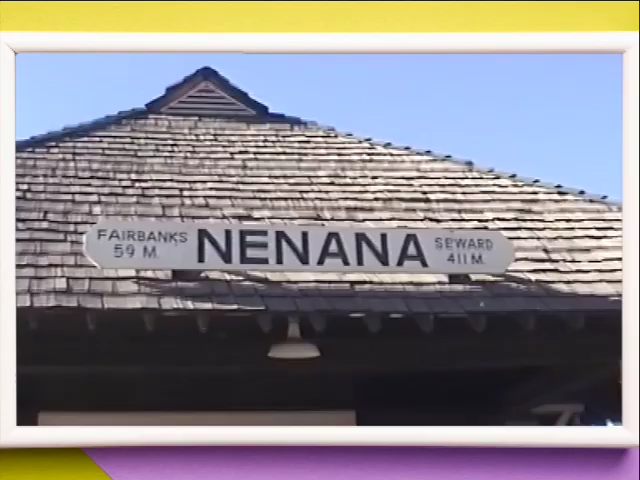 FAIRBANKS
59 M.
NENANA
SEWARD
411 M.